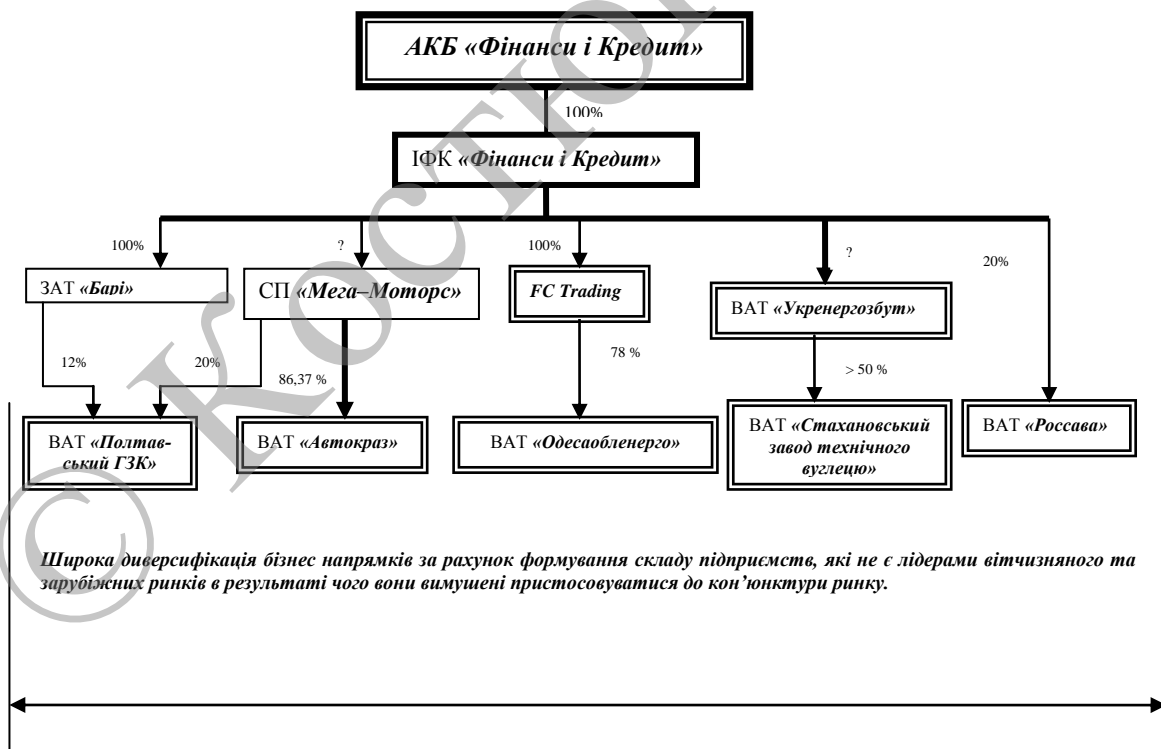 АКБ «Фінанси і Кредит»
100%
ІФК «Фінанси і Кредит»
100%
?
100%
?
20%
ЗАТ «Барі»
СП «Мега–Моторс»
FC Trading
ВАТ «Укренергозбут»
12%
20%
86,37 %
78 %
> 50 %
ВАТ «Полтав-
ський ГЗК»
ВАТ «Автокраз»
ВАТ «Одесаобленерго»
ВАТ «Стахановський
завод технічного
вуглецю»
ВАТ «Россава»
Широка диверсифікація бізнес напрямків за рахунок формування складу підприємств, які не є лідерами вітчизняного та
зарубіжних ринків в результаті чого вони вимушені пристосовуватися до кон’юнктури ринку.